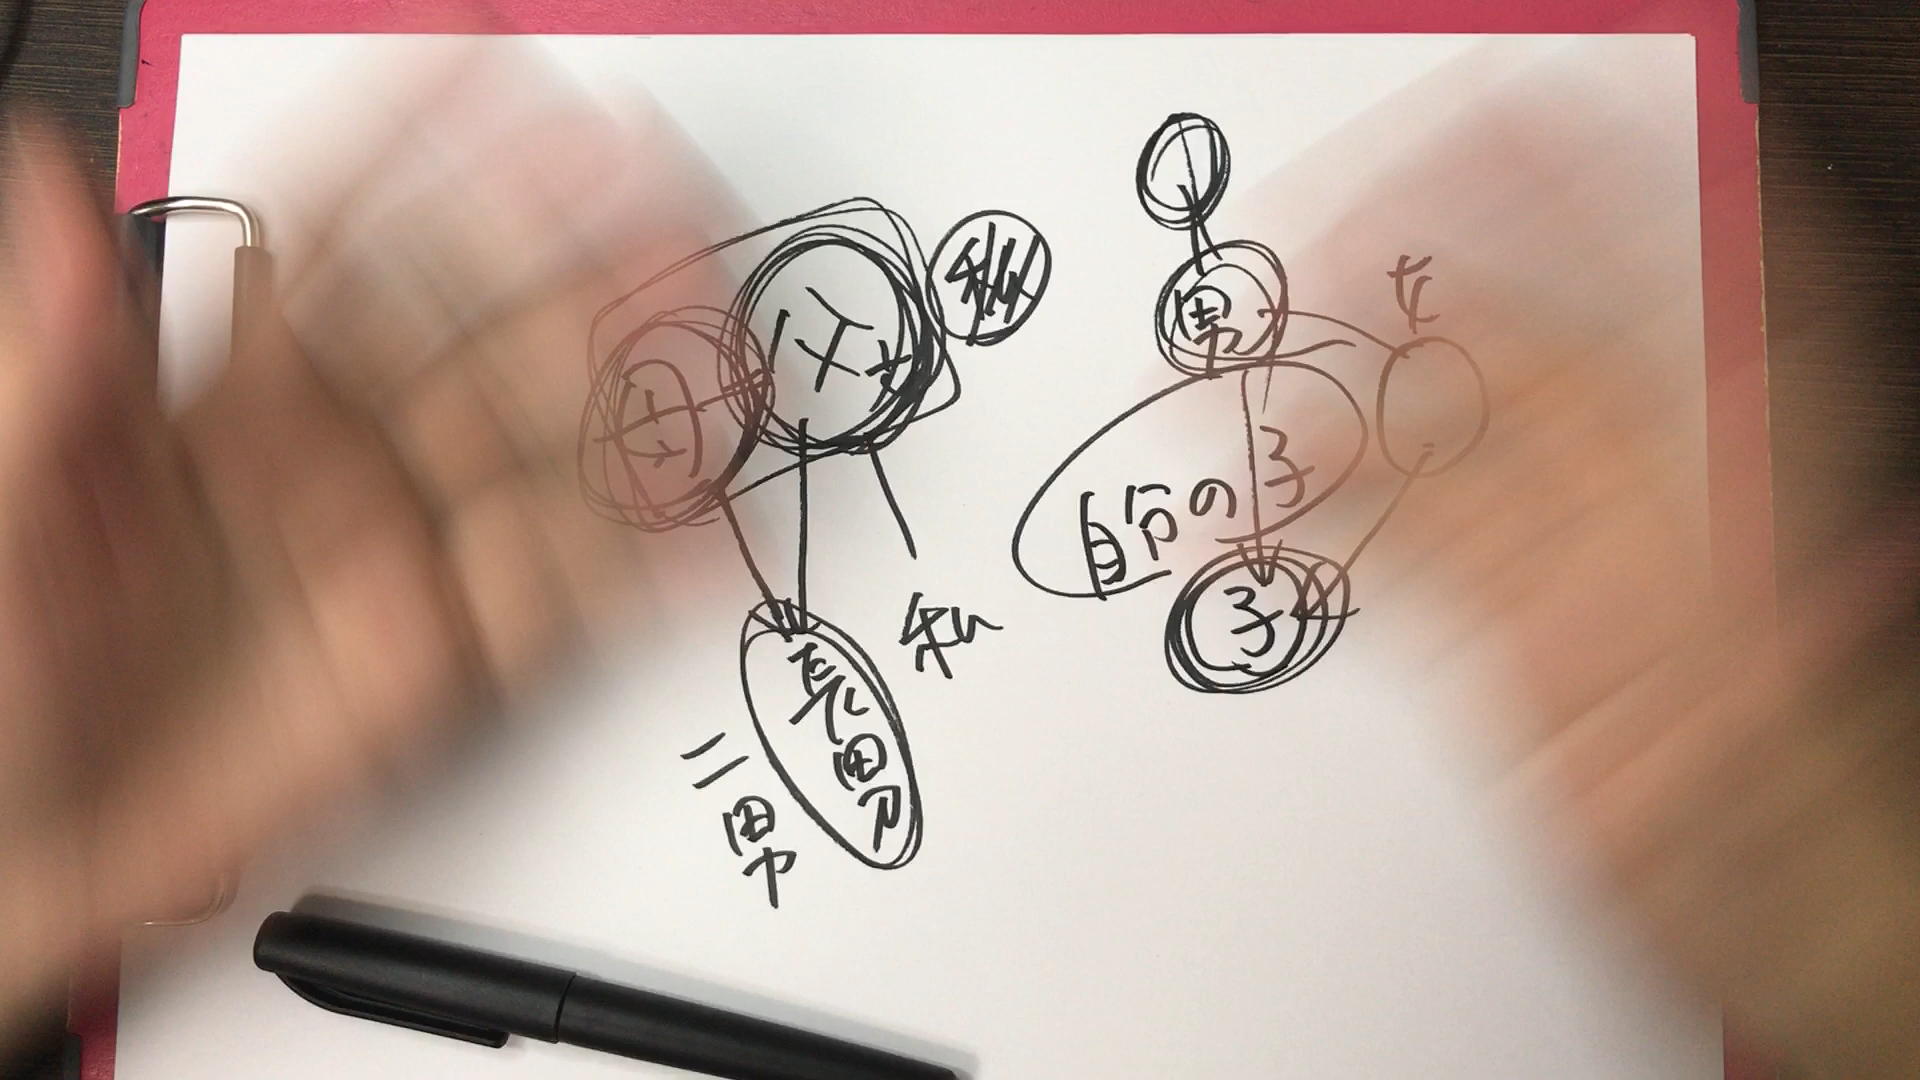 父
母
私
長男
二男
男
女
自分の子
子